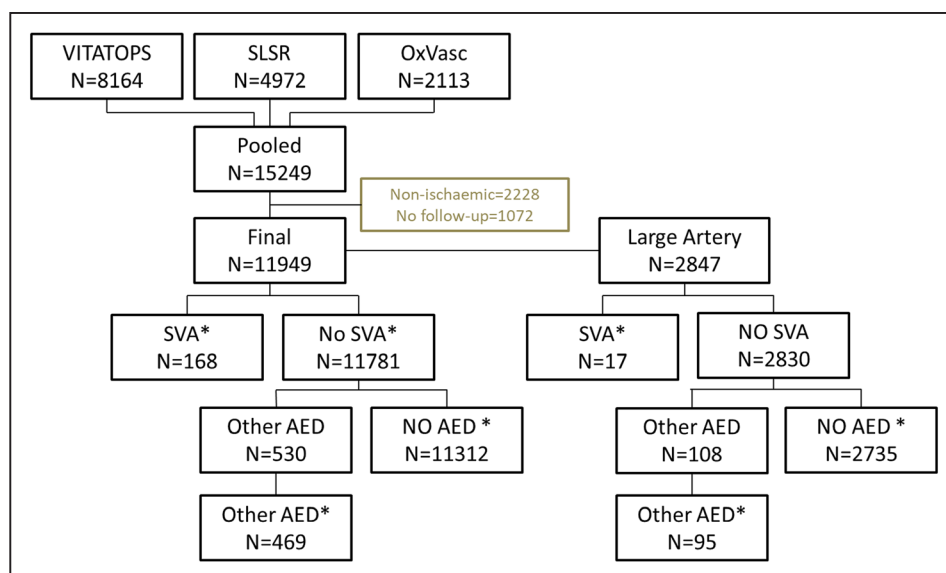 VITATOPS
N=8164
SLSR
N=4972
OxVasc
N=2113
Pooled
N=15249
Non-ischaemic=2228
No follow-up=1072
Final
N=11949
Large Artery
N=2847
SVA*
N=168
No SVA*
N=11781
SVA*
N=17
NO SVA
N=2830
Other AED
N=530
NO AED *
N=11312
Other AED
N=108
NO AED *
N=2735
Other AED*
N=469
Other AED*
N=95